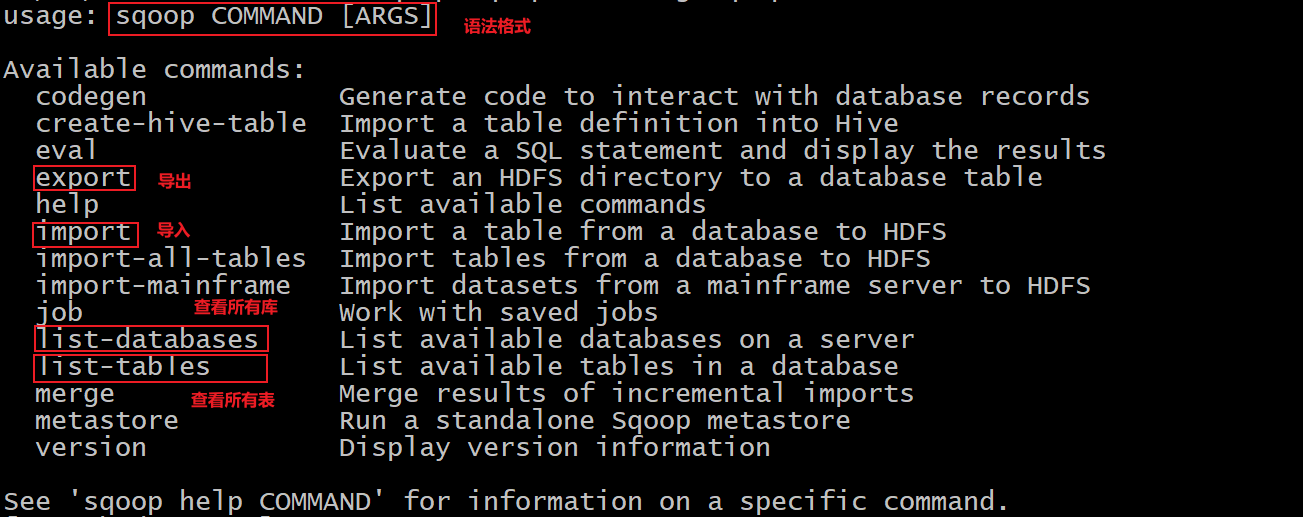 usage: sqoop COMMAND [ARGS] 语法格式
Available commands:
codegen Generate code to interact with database records
create-hive-table Import a table definition into Hive
eval Evaluate a SQL statement and display the results
export 导出 Export an HDFS directory to a database table
help List available commands
import 导入 Import a table from a database to HDFS
import-all-tables Import tables from a database to HDFS
import-mainframe Import datasets from a mainframe server to HDFS
job 查看所有库 Work with saved jobs
list-databases List available databases on a server
list-tables List available tables in a database
merge 查看所有表 Merge results of incremental imports
metastore Run a standalone Sqoop metastore
version Display version information
See 'sqoop help COMMAND' for information on a specific command.